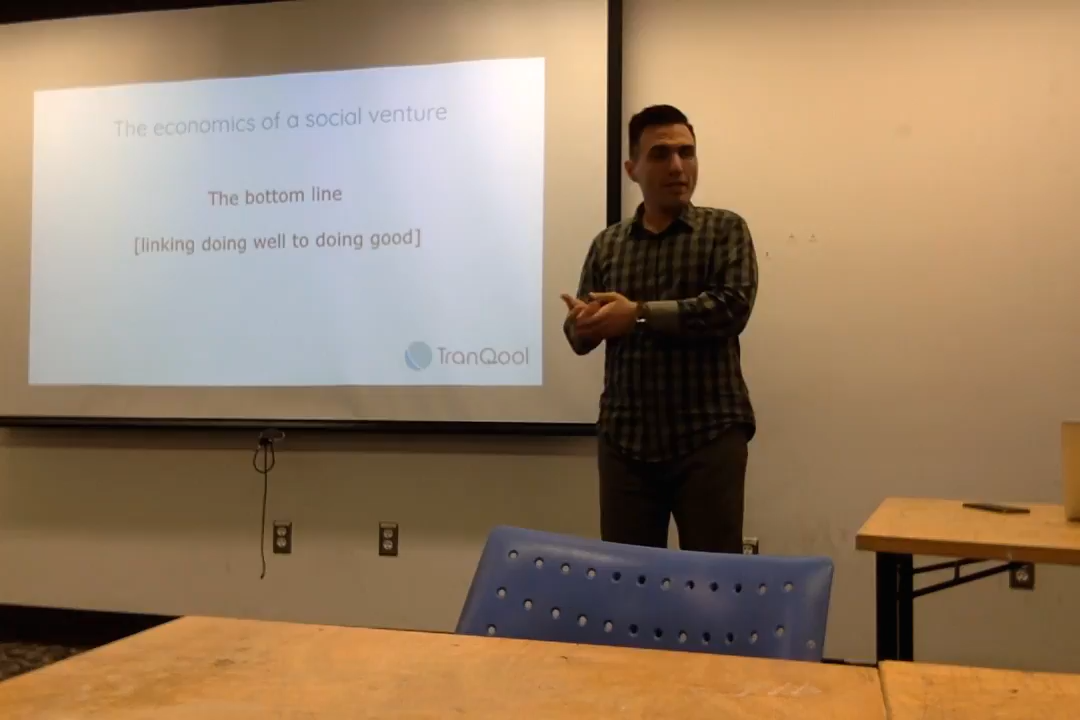 The economics of a social venture
The bottom line
[linking doing well to doing good]
TranQool